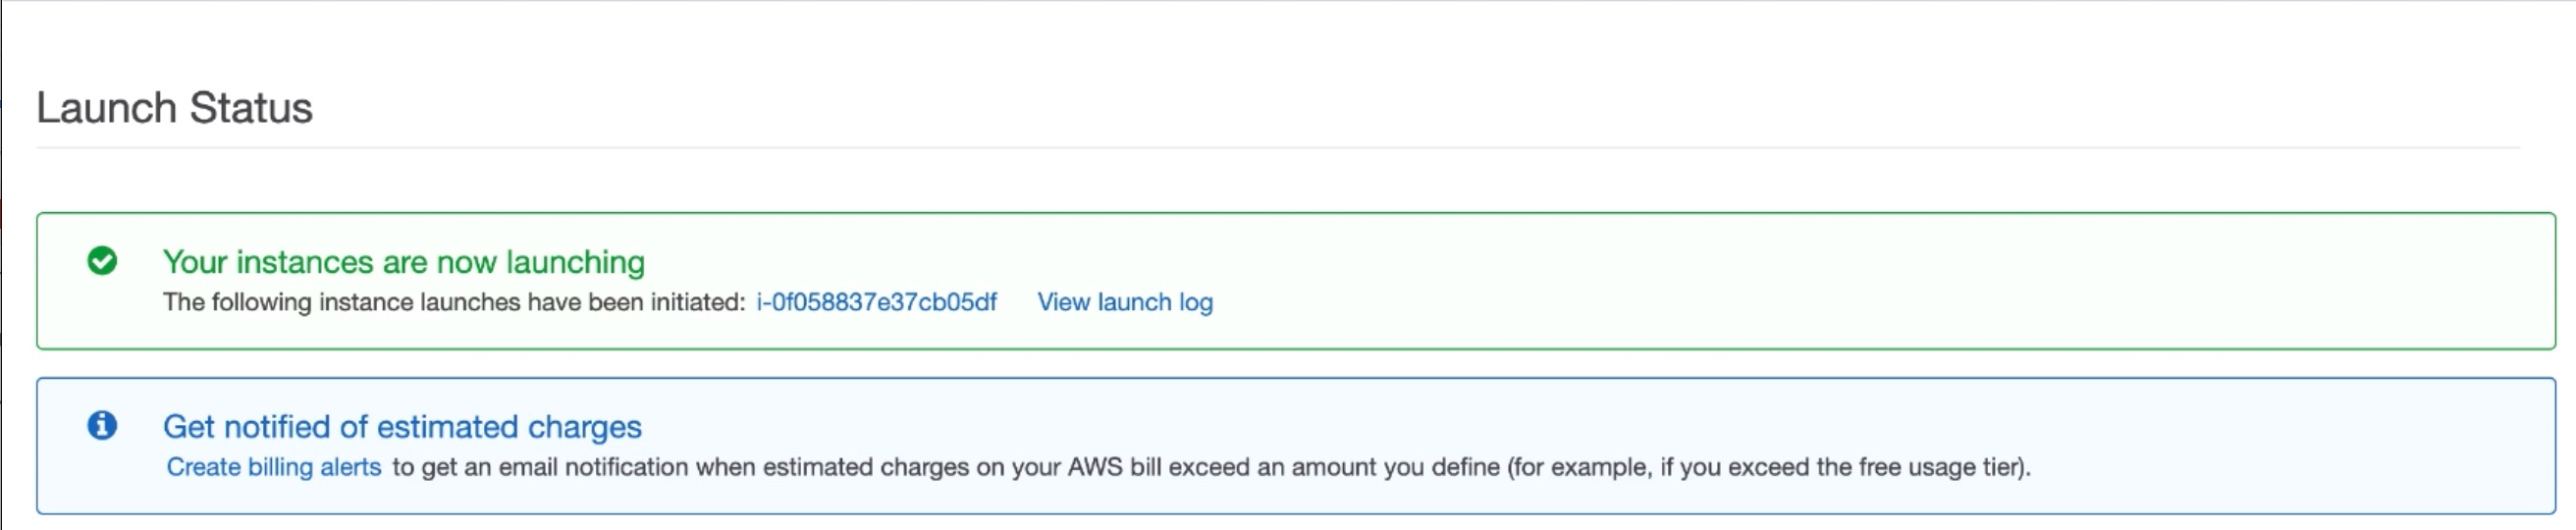 Launch Status
Your instances are now launching
The following instance launches have been initiated: i-0f058837e37cb05df View launch log
Get notified of estimated charges
Create billing alerts to get an email notification when estimated charges on your AWS bill exceed an amount you define (for example, if you exceed the free usage tier).